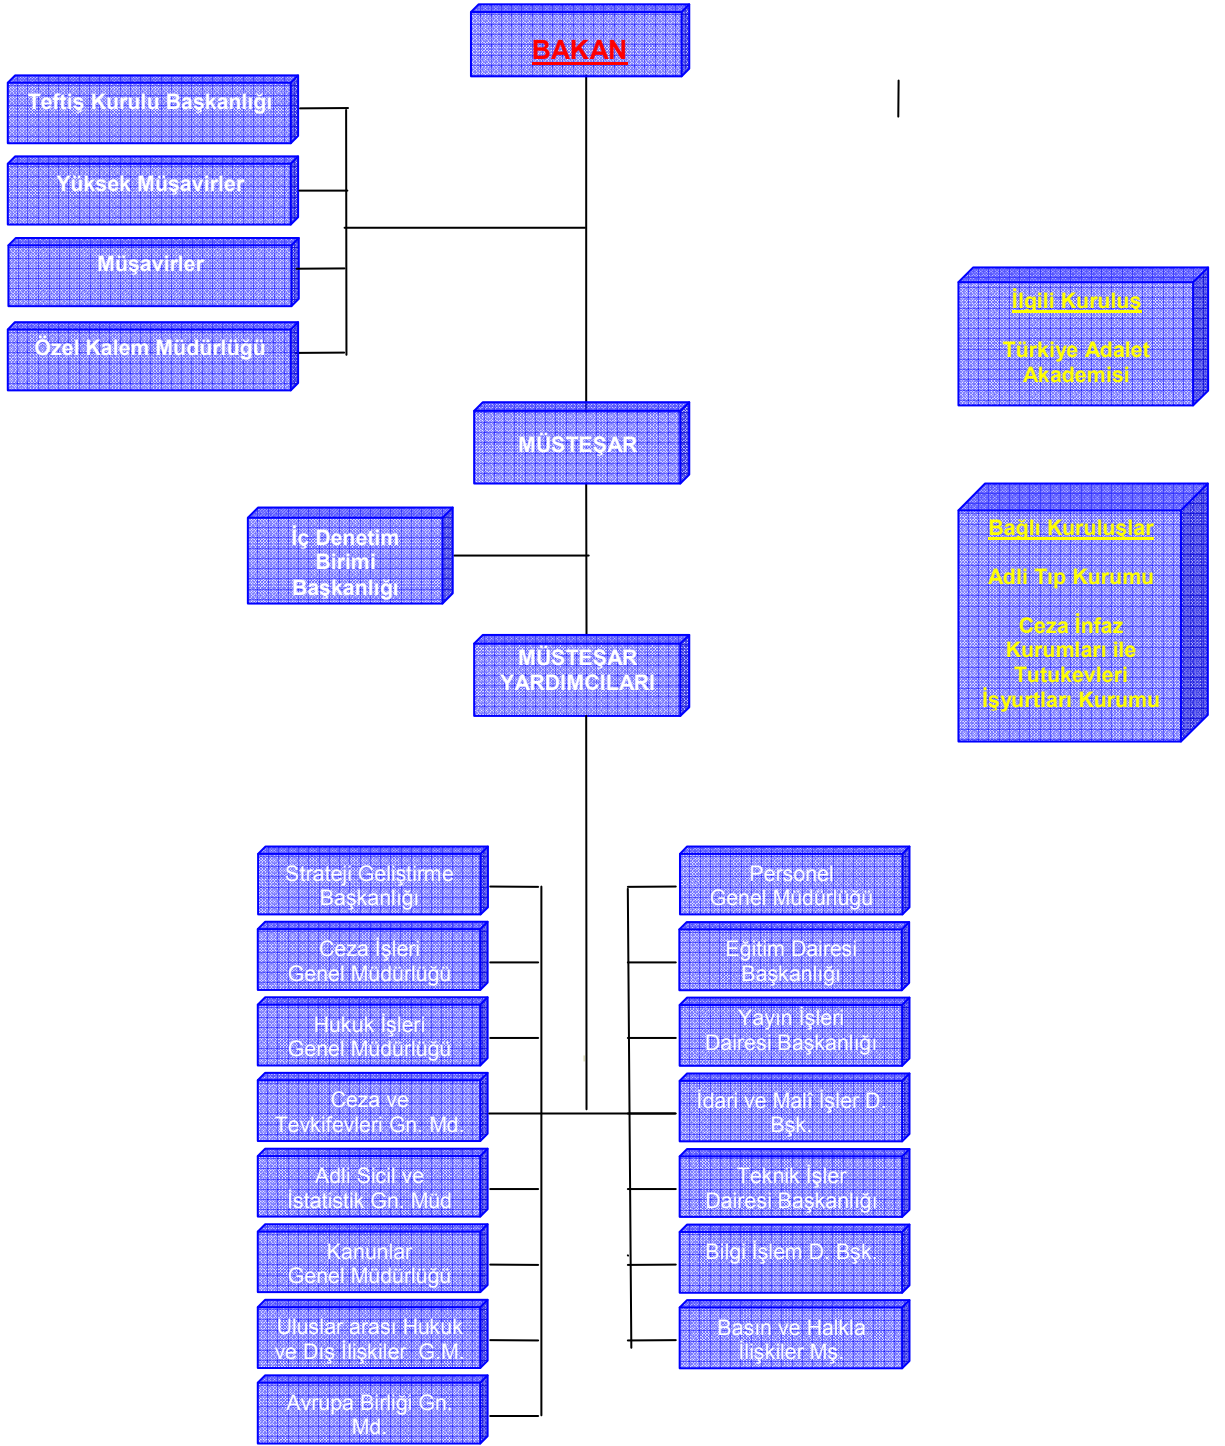 BAKAN
Teftiş Kurulu Başkanlığı
Yüksek Müşavirler
Müşavirler
Özel Kalem Müdürlüğü
İlgili Kuruluş
Türkiye Adalet
Akademisi
MÜSTEŞAR
İç Denetim
Birimi
Başkanlığı
Bağlı Kuruluşlar
Adli Tıp Kurumu
Ceza İnfaz
Kurumları ile
Tutukevleri
İşyurtları Kurumu
MÜSTEŞAR
YARDIMCILARI
Strateji Geliştirme
Başkanlığı
Ceza İşleri
Genel Müdürlüğü
Hukuk İşleri
Genel Müdürlüğü
Ceza ve
Tevkifevleri Gn. Md.
Adli Sicil ve
İstatistik Gn. Müd
Kanunlar
Genel Müdürlüğü
Uluslar arası Hukuk
ve Dış İlişkiler G.M.
Avrupa Birliği Gn.
Md.
Personel
Genel Müdürlüğü
Eğitim Dairesi
Başkanlığı
Yayın İşleri
Dairesi Başkanlığı
İdari ve Mali İşler D.
Bşk.
Teknik İşler
Dairesi Başkanlığı
Bilgi İşlem D. Bşk.
Basın ve Halkla
İlişkiler Mş.